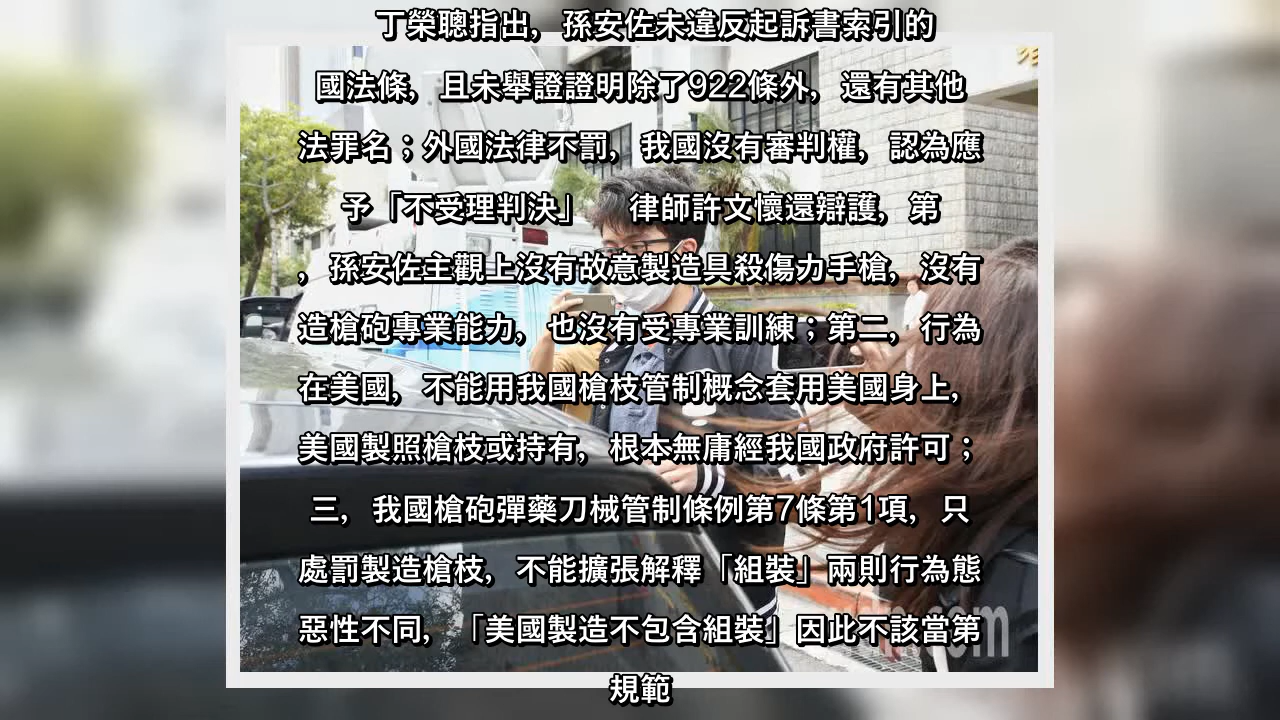 丁榮聰指出，孫安佐未違反起訴書索引的
國法條，且未舉證證明除了922條外，還有其他
法罪名；外國法律不罰，我國沒有審判權，認為應
予「不受理判決」 律師許文懷還辯護，第
，孫安佐主觀上沒有故意製造具殺傷力手槍，沒有
造槍砲專業能力，也沒有受專業訓練；第二，行為
在美國，不能用我國槍枝管制概念套用美國身上，
美國製照槍枝或持有，根本無庸經我國政府許可；
三，我國槍砲彈藥刀械管制條例第7條第1項，只
處罰製造槍枝，不能擴張解釋「組裝」兩則行為態
惡性不同，「美國製造不包含組裝」因此不該當第
規範
udn.com